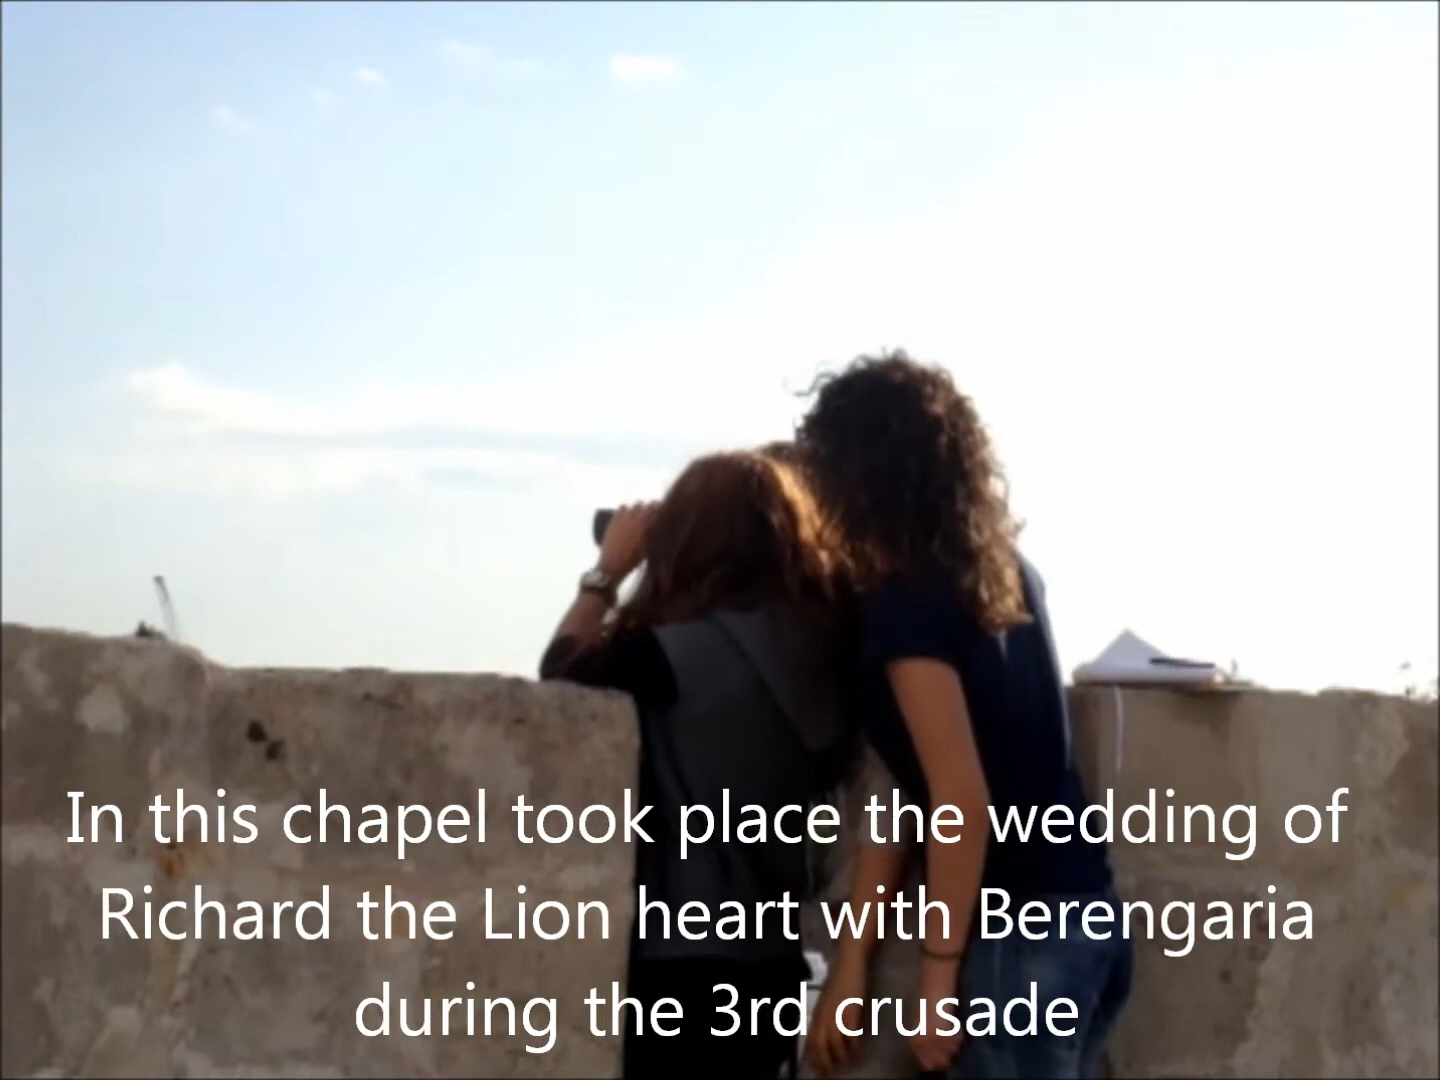 In this chapel took place the wedding of
Richard the Lion heart with Berengaria
during the 3rd crusade